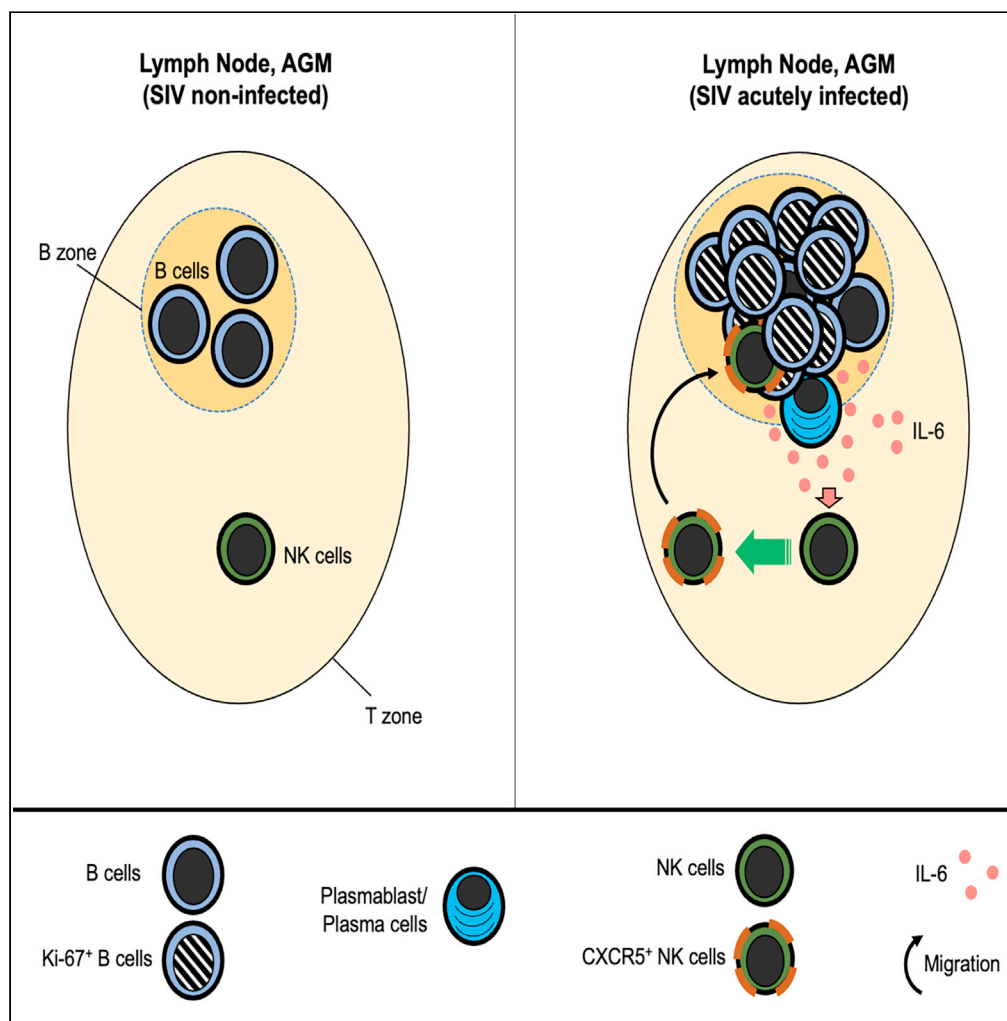 Lymph Node, AGM
(SIV non-infected)
B zone
B cells
NK cells
T zone
Lymph Node, AGM
(SIV acutely infected)
IL-6
B cells
Ki-67⁺ B cells
Plasmablast/
Plasma cells
NK cells
CXCR5⁺ NK cells
IL-6
Migration